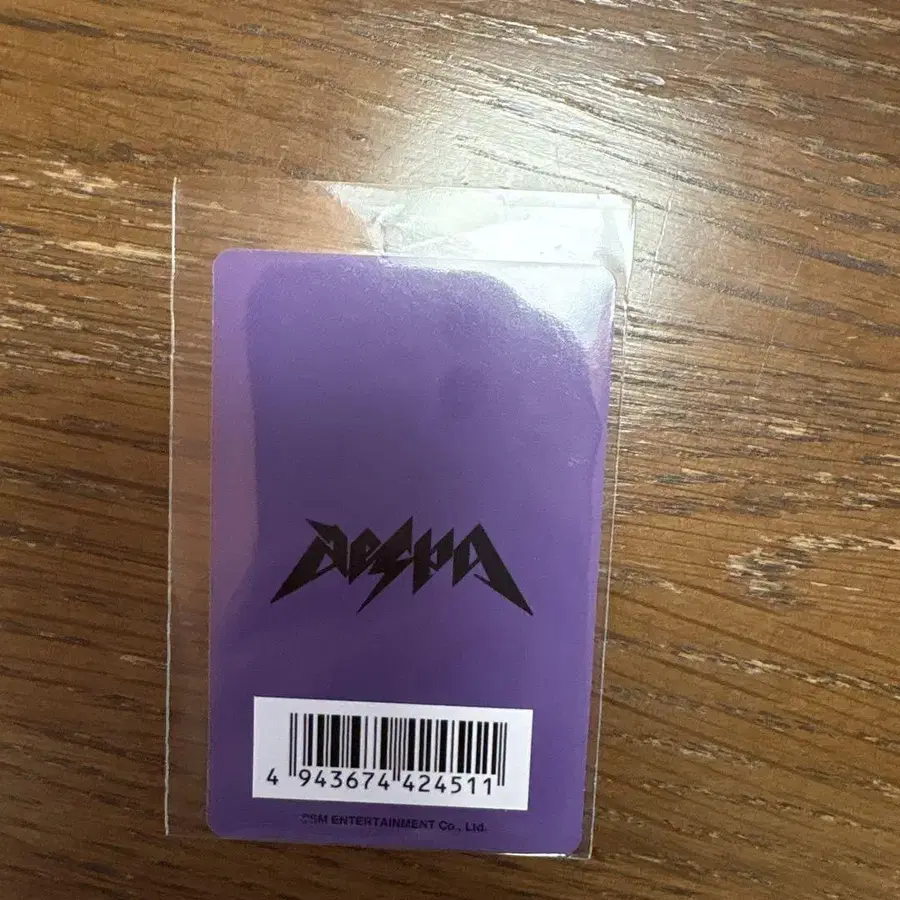 aespa
4 943674 424511
©SM ENTERTAINMENT Co., Ltd.